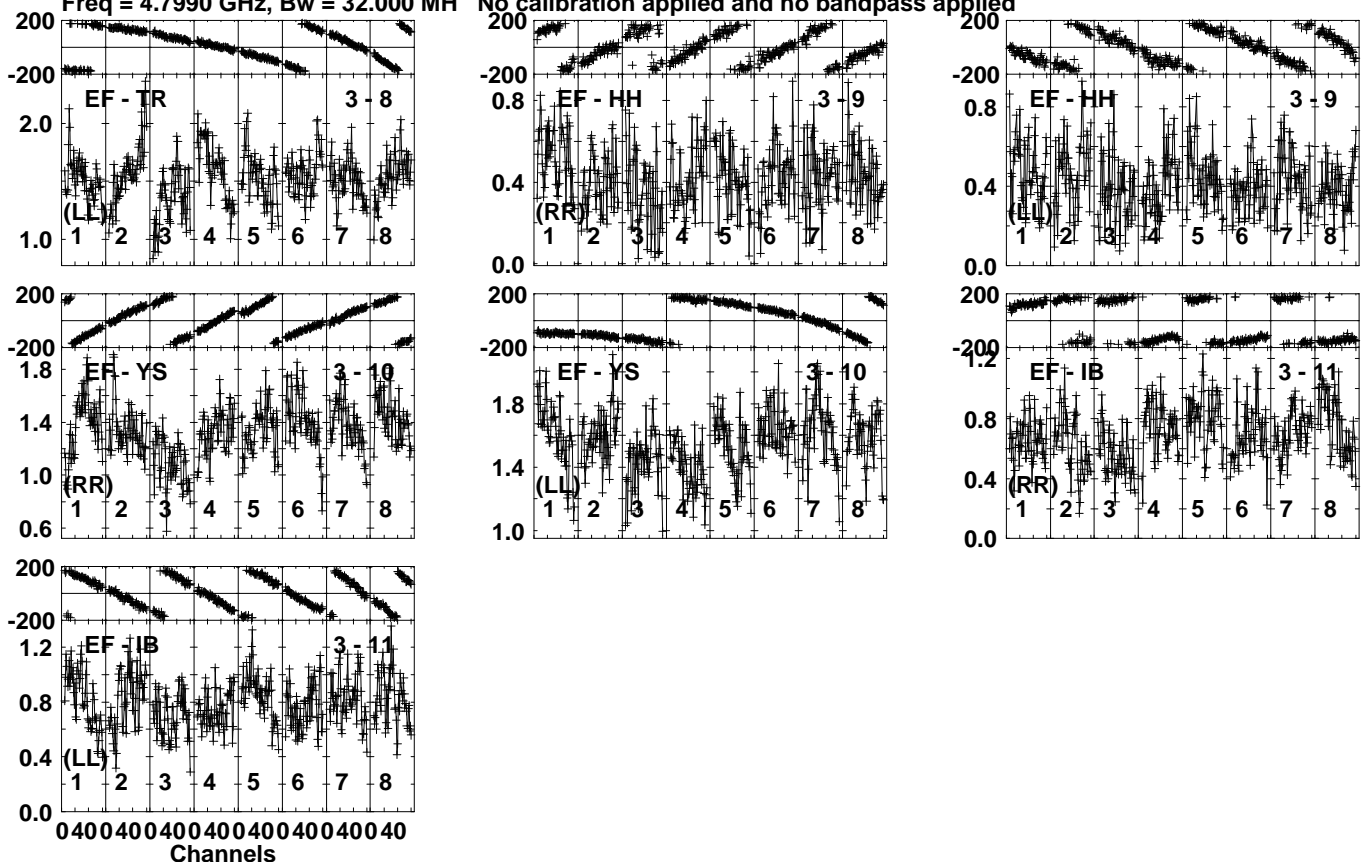 Freq = 4.7990 GHz, Bw = 32.000 MH No calibration applied and no bandpass applied
200
-200
EF - TR 3 - 8
2.0
(LL)
1.0
1 2 3 4 5 6 7 8
200
-200
EF - HH 3 - 9
0.8
0.4
(RR)
1 2 3 4 5 6 7 8
0.0
200
-200
EF - HH 3 - 9
0.8
0.4
(LL)
1 2 3 4 5 6 7 8
0.0
200
-200
EF - YS 3 - 10
1.8
1.4
1.0
(RR)
1 2 3 4 5 6 7 8
0.6
200
-200
EF - YS 3 - 10
1.8
1.4
(LL)
1 2 3 4 5 6 7 8
1.0
200
-200
1.2
EF - IB 3 - 11
0.8
0.4
(RR)
1 2 3 4 5 6 7 8
0.0
200
-200
EF - IB 3 - 11
1.2
0.8
0.4
(LL)
1 2 3 4 5 6 7 8
0.0
0 40 0 40 0 40 0 40 0 40 0 40 0 40 0 40
Channels